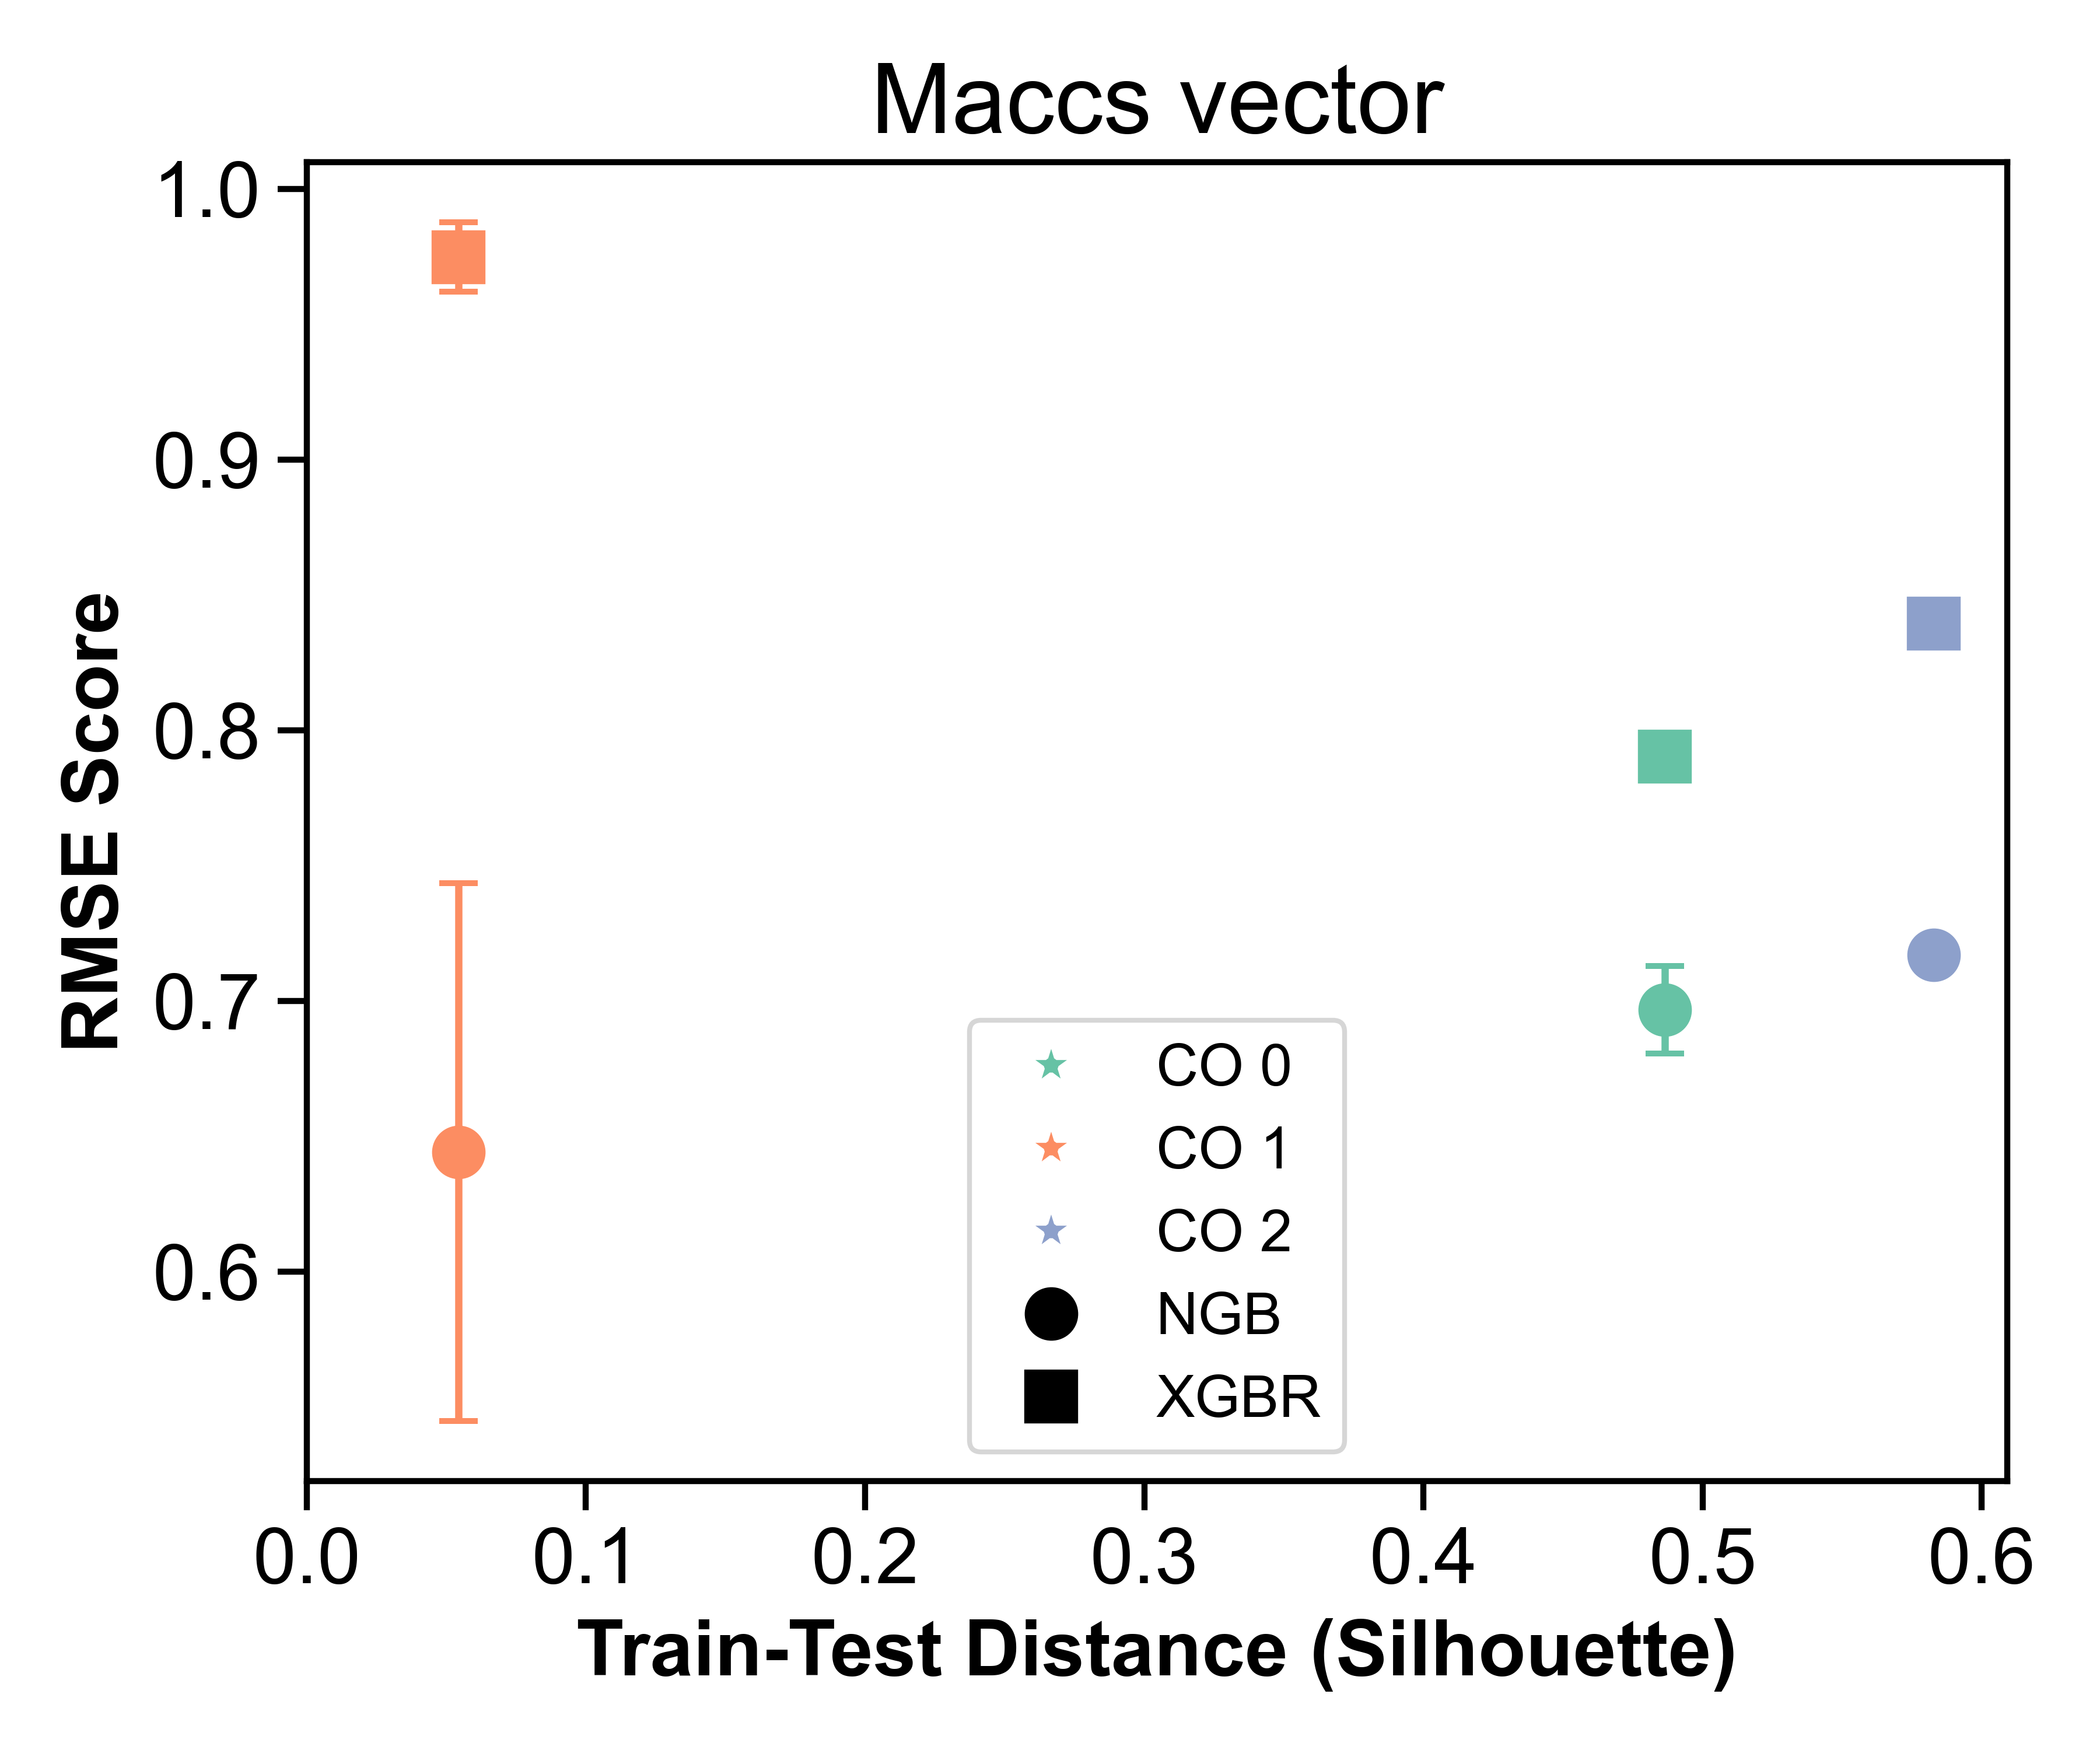 Maccs vector
1.0
0.9
0.8
0.7
0.6
RMSE Score
CO 0
CO 1
CO 2
NGB
XGBR
0.0 0.1 0.2 0.3 0.4 0.5 0.6
Train-Test Distance (Silhouette)